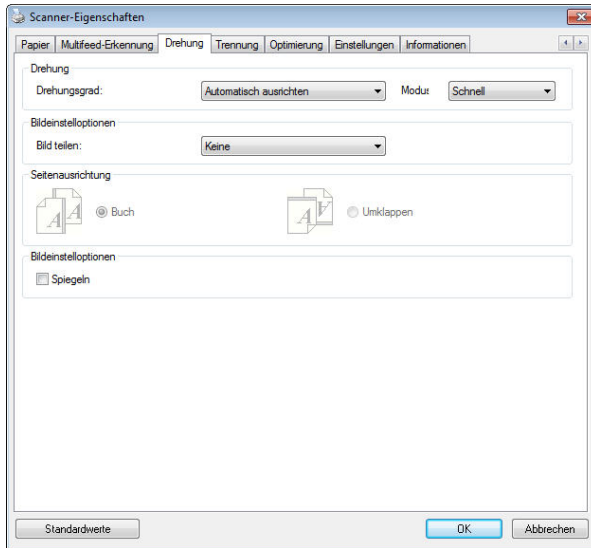 Scanner-Eigenschaften
Papier Multifeed-Erkennung Drehung Trennung Optimierung Einstellungen Informationen
Drehung
Drehungsgrad: Automatisch ausrichten Modus Schnell
Bildeinstelloptionen
Bild teilen: Keine
Seitenausrichtung
A A Buch A A Umklappen
Bildeinstelloptionen
Spiegeln
Standardwerte OK Abbrechen